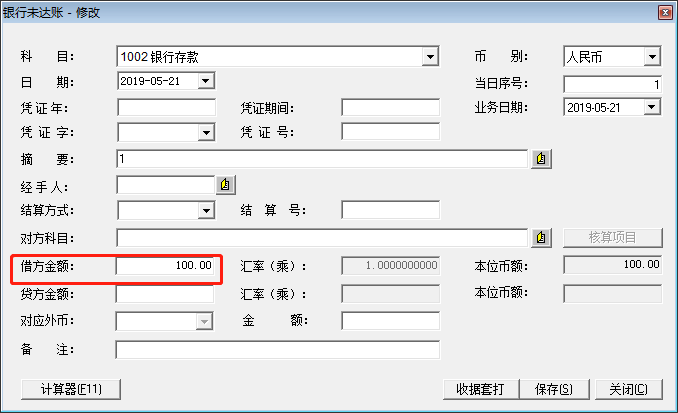 银行未达账 - 修改
科 目: 1002 银行存款 币 别: 人民币
日 期: 2019-05-21 当日序号: 1
凭证年: 凭证期间: 业务日期: 2019-05-21
凭 证 字: 凭 证 号:
摘 要: 1
经手人:
结算方式: 结 算 号:
对方科目: 核算项目
借方金额: 100.00 汇率（乘）: 1.0000000000 本位币额: 100.00
贷方金额: 汇率（乘）: 本位币额:
对应外币: 金 额:
备 注:
计算器(F11) 收据套打 保存(S) 关闭(C)